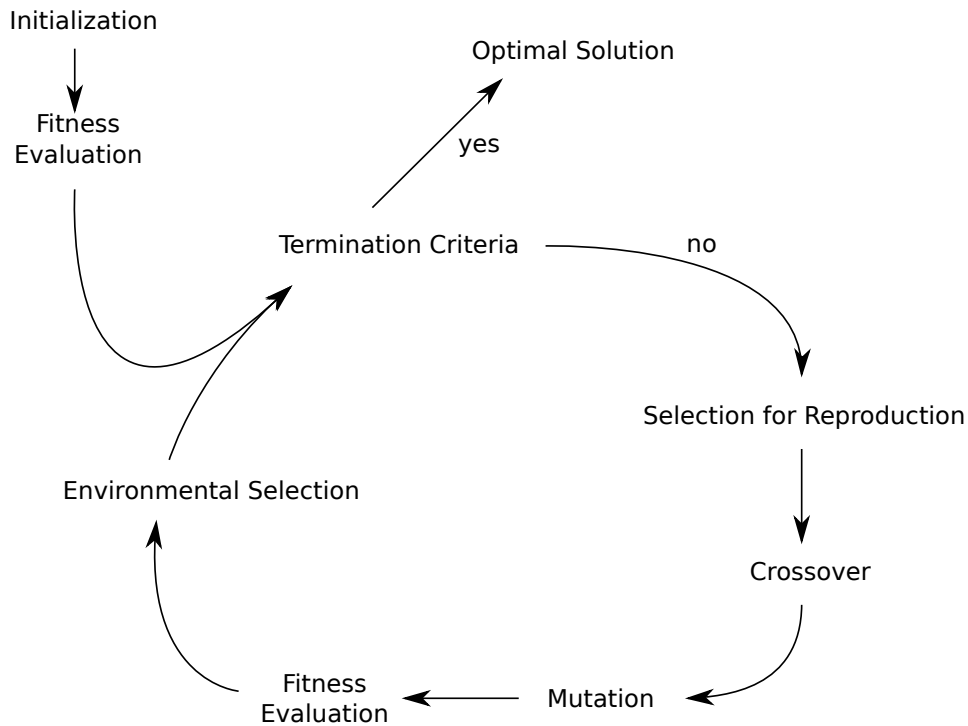 Initialization
Optimal Solution
Fitness
Evaluation
yes
Termination Criteria
no
Selection for Reproduction
Environmental Selection
Crossover
Fitness
Evaluation
Mutation